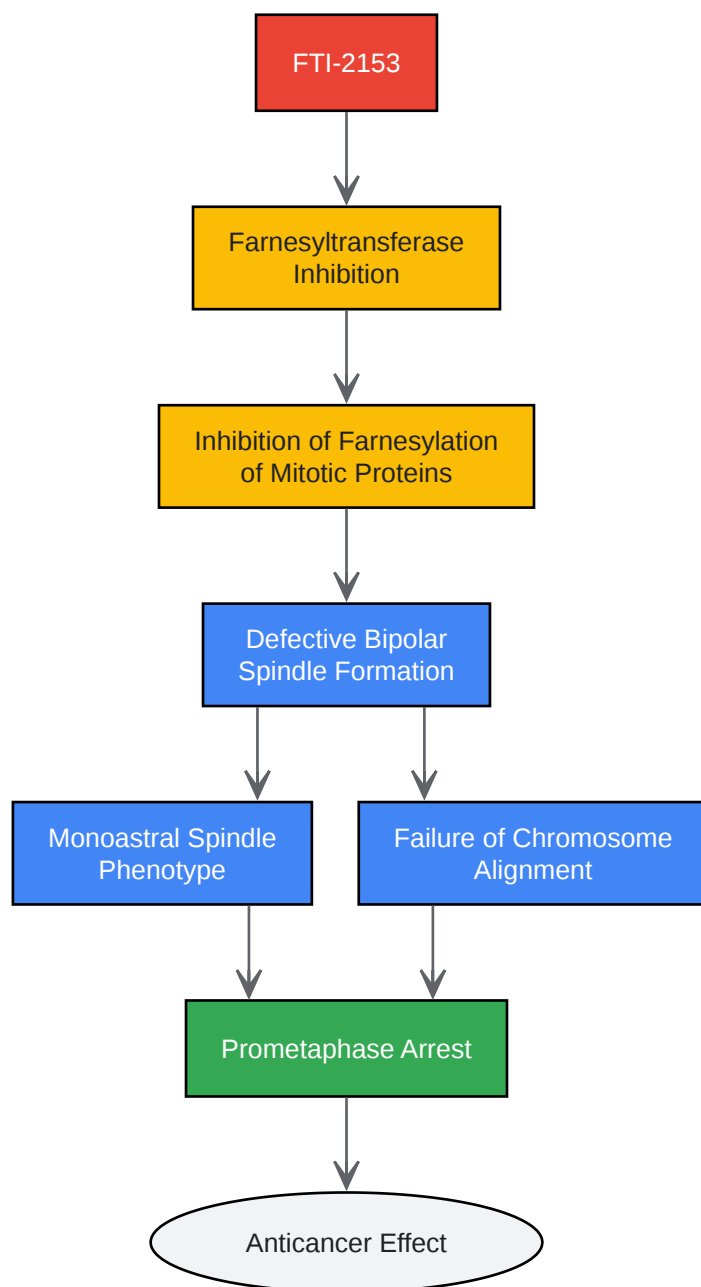 FTI-2153
Farnesyltransferase
Inhibition
Inhibition of Farnesylation
of Mitotic Proteins
Defective Bipolar
Spindle Formation
Monoastral Spindle
Phenotype
Failure of Chromosome
Alignment
Prometaphase Arrest
Anticancer Effect